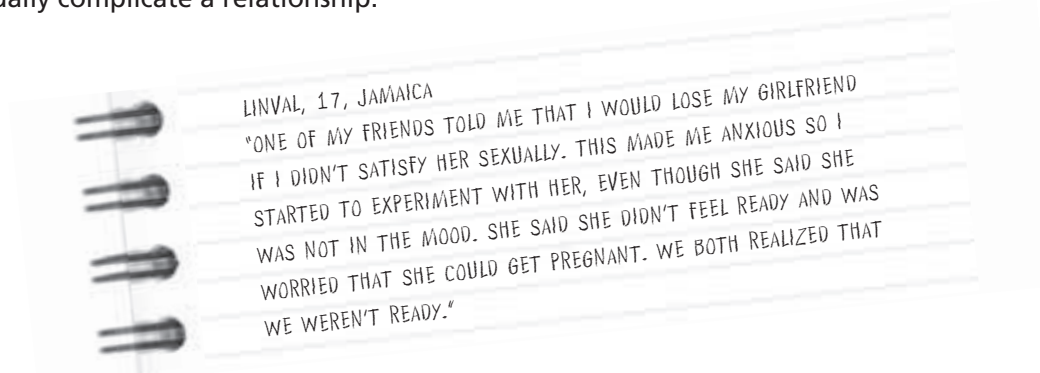 ually complicate a relationship.
LINVAL, 17, JAMAICA
"ONE OF MY FRIENDS TOLD ME THAT I WOULD LOSE MY GIRLFRIEND
IF I DIDN'T SATISFY HER SEXUALLY. THIS MADE ME ANXIOUS SO I
STARTED TO EXPERIMENT WITH HER, EVEN THOUGH SHE SAID SHE
WAS NOT IN THE MOOD. SHE SAID SHE DIDN'T FEEL READY AND WAS
WORRIED THAT SHE COULD GET PREGNANT. WE BOTH REALIZED THAT
WE WEREN'T READY."